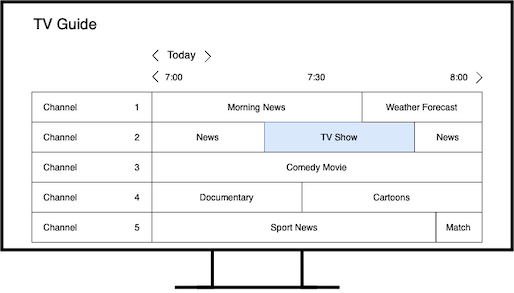 TV Guide
Today
7:00 7:30 8:00
Channel 1 Morning News Weather Forecast
Channel 2 News TV Show News
Channel 3 Comedy Movie
Channel 4 Documentary Cartoons
Channel 5 Sport News Match